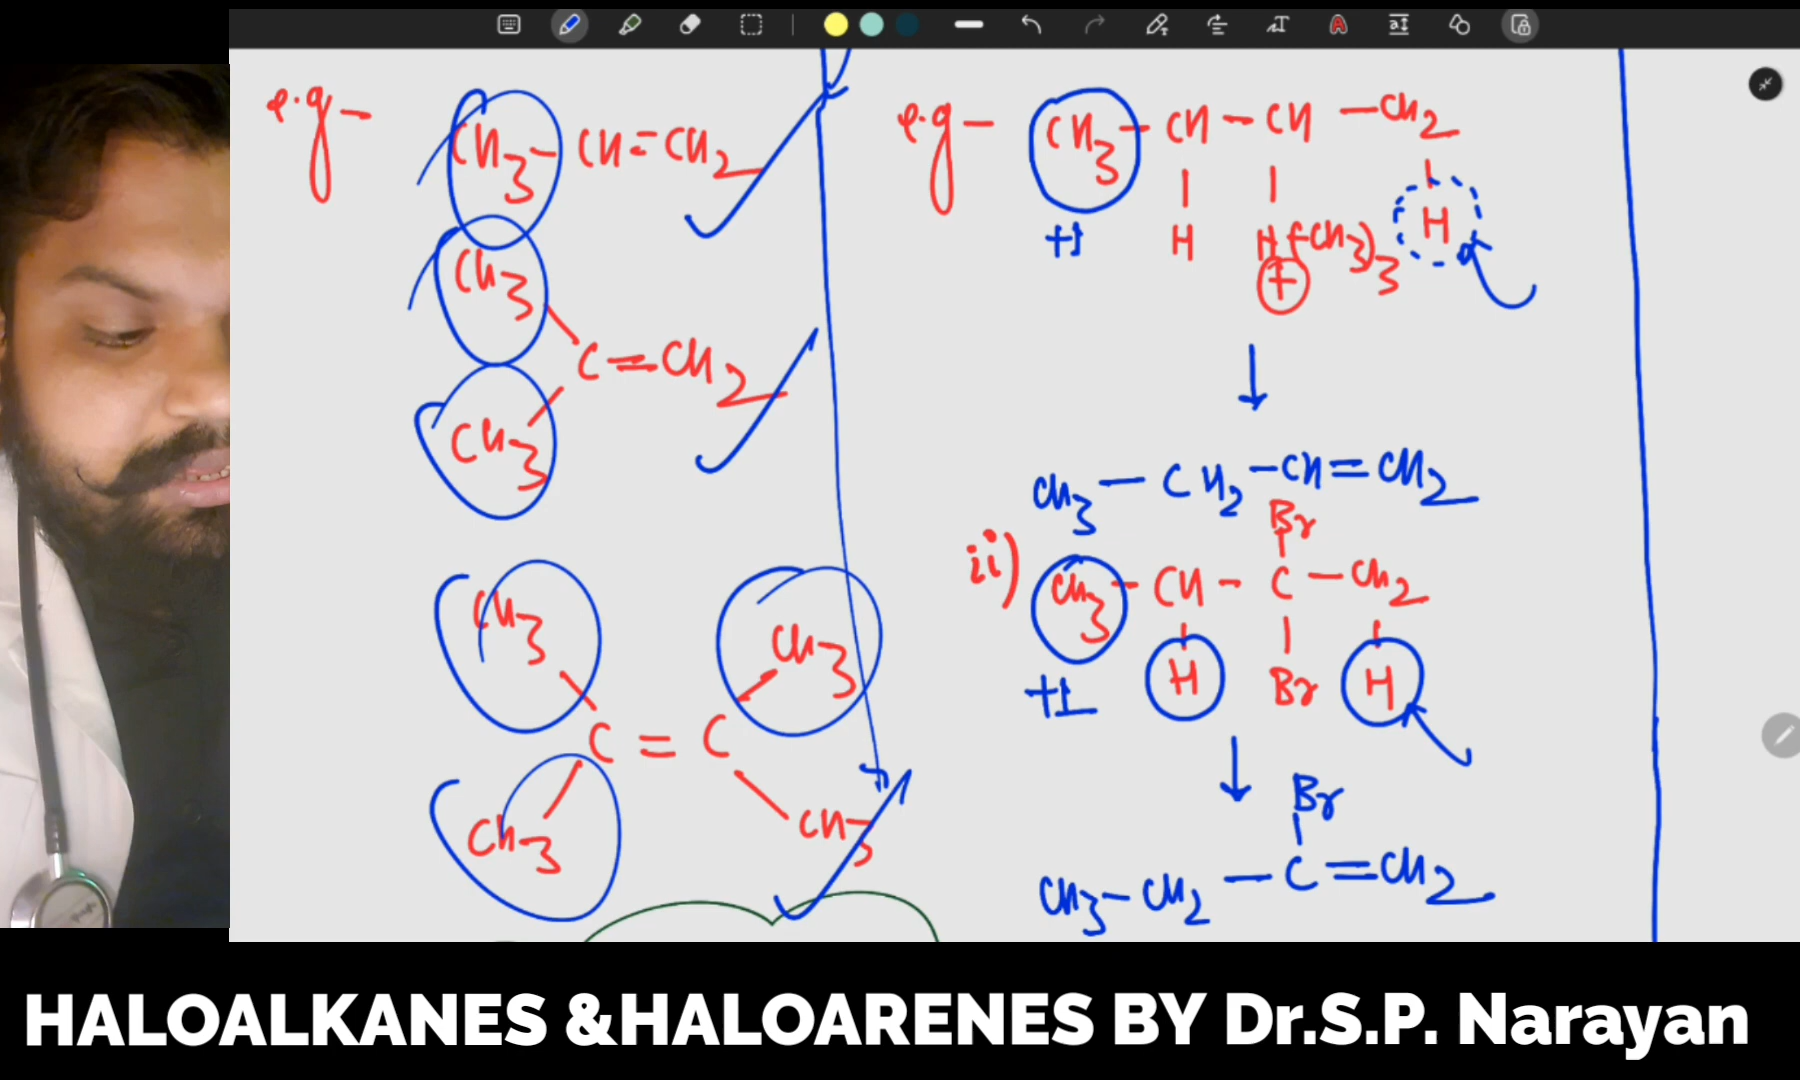 e.g -
CH3 - CH = CH2
CH3
C = CH2
CH3
CH3
CH3
C = C
CH3
CH3
e.g - CH3 - CH - CH - CH2
H
H
N(CH3)3
H
+I
+
CH3 - CH2 - CH = CH2
ii)
Br
CH3 - CH - C - CH2
H
Br
H
+I
Br
CH3 - CH2 - C = CH2
HALOALKANES &HALOARENES BY Dr.S.P. Narayan